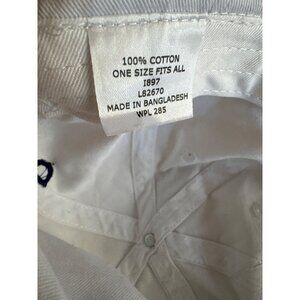 100% COTTON
ONE SIZE FITS ALL
I897
L82670
MADE IN BANGLADESH
WPL 285